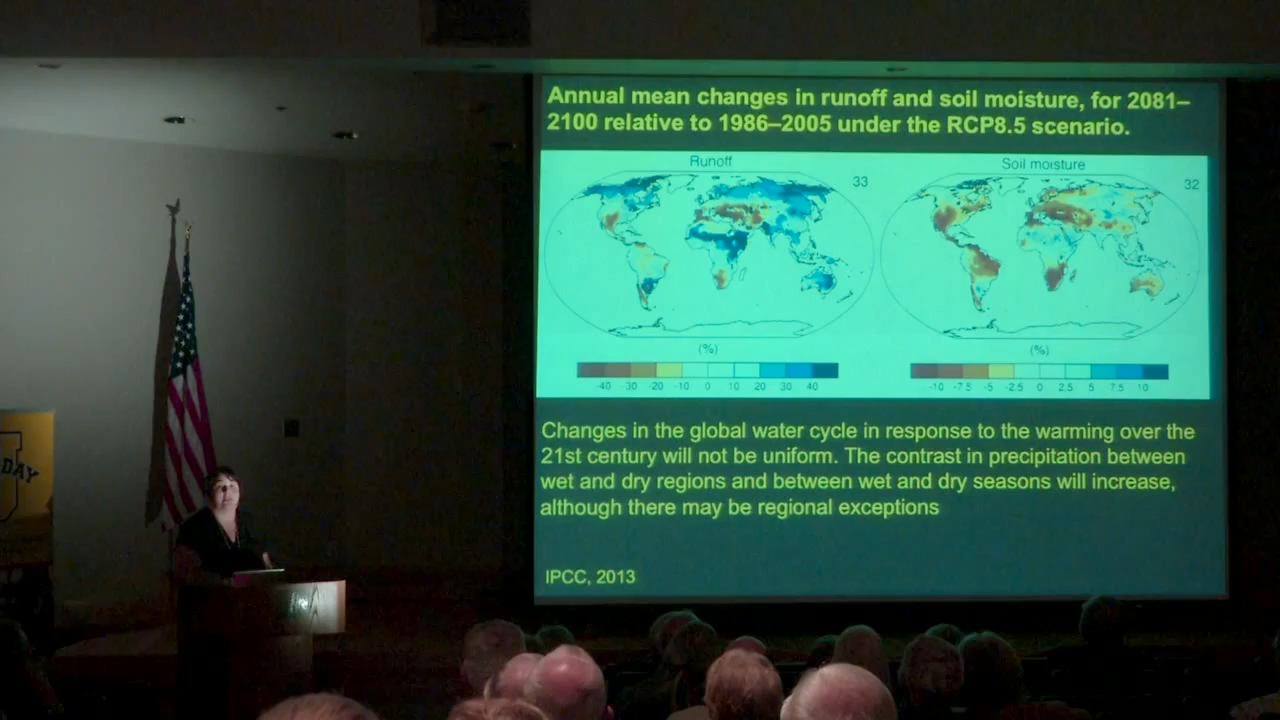 Annual mean changes in runoff and soil moisture, for 2081–
2100 relative to 1986–2005 under the RCP8.5 scenario.
Runoff
33
Soil moisture
32
(%)
-40 -30 -20 -10 0 10 20 30 40
(%)
-10 -7.5 -5 -2.5 0 2.5 5 7.5 10
Changes in the global water cycle in response to the warming over the
21st century will not be uniform. The contrast in precipitation between
wet and dry regions and between wet and dry seasons will increase,
although there may be regional exceptions
IPCC, 2013
DAY